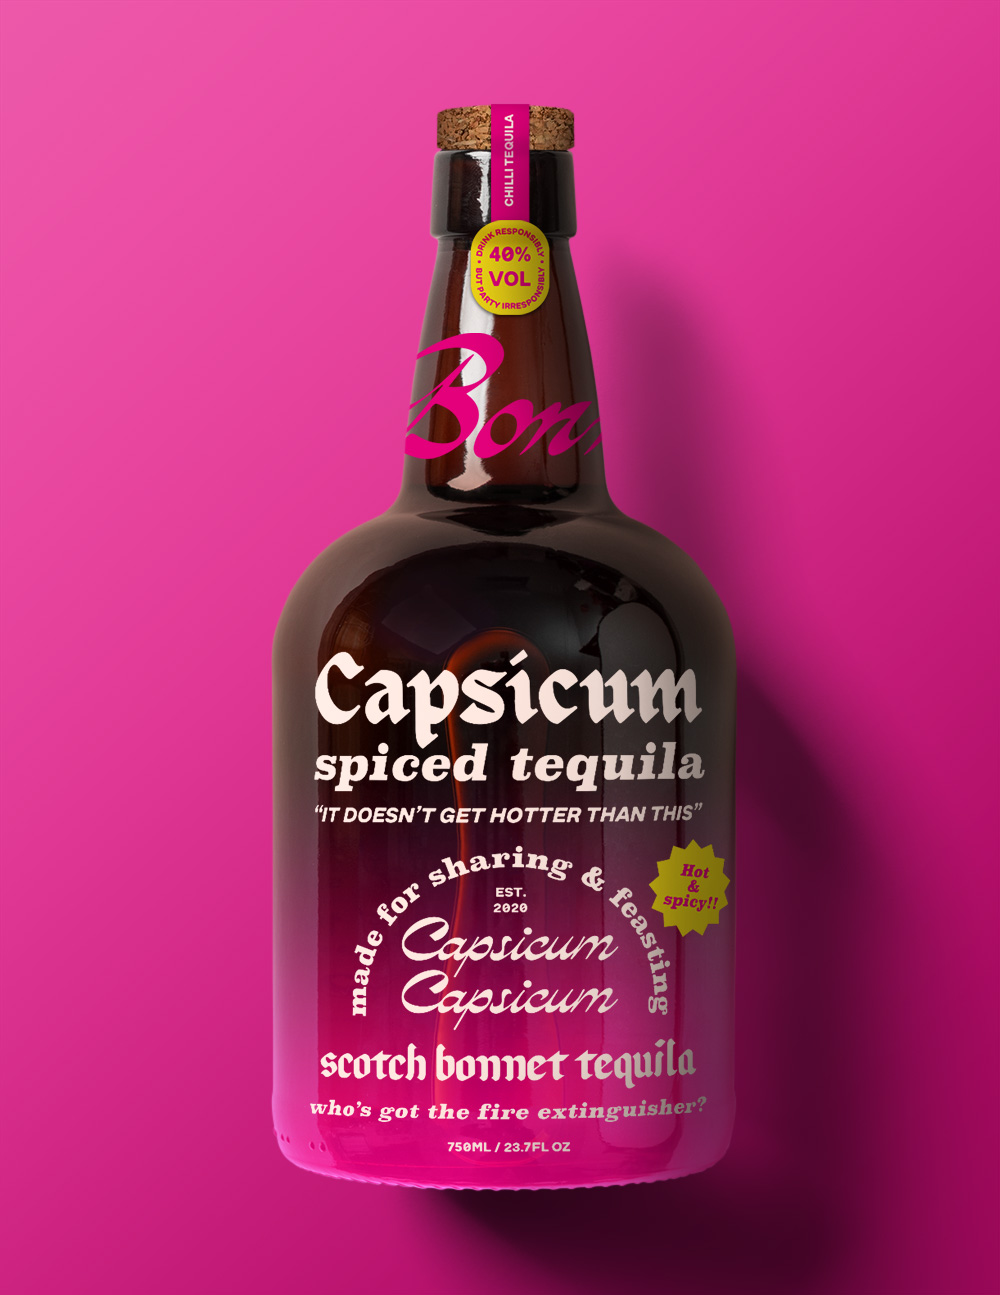 CHILLI TEQUILA
DRINK RESPONSIBLY
40%
VOL
• BUT PARTY IRRESPONSIBLY •
Bon
Capsicum
spiced tequila
“IT DOESN’T GET HOTTER THAN THIS”
made for sharing & feasting
EST.
2020
Capsicum
Capsicum
Hot
&
spicy!!
scotch bonnet tequila
who’s got the fire extinguisher?
750ML / 23.7FL OZ